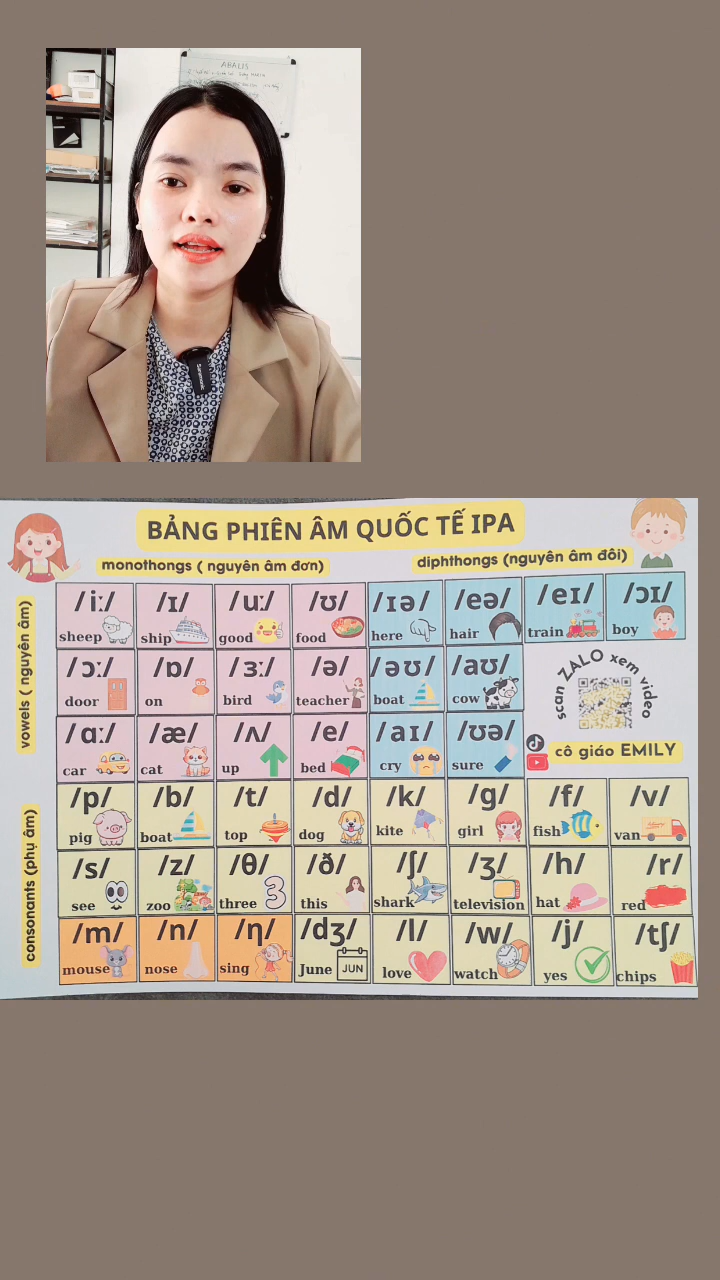 ABALIS
BẢNG PHIÊN ÂM QUỐC TẾ IPA
monothongs ( nguyên âm đơn)
diphthongs (nguyên âm đôi)
vowels ( nguyên âm)
/iː/ /ɪ/ /uː/ /ʊ/ /ɪə/ /eə/ /eɪ/ /ɔɪ/
sheep ship good food here hair train boy
/ɔː/ /ɒ/ /ɜː/ /ə/ /əʊ/ /aʊ/
door on bird teacher boat cow
scan ZALO xem video
/ɑː/ /æ/ /ʌ/ /e/ /aɪ/ /ʊə/
car cat up bed cry sure
cô giáo EMILY
consonants (phụ âm)
/p/ /b/ /t/ /d/ /k/ /g/ /f/ /v/
pig boat top dog kite girl fish van
/s/ /z/ /θ/ /ð/ /ʃ/ /ʒ/ /h/ /r/
see zoo three this shark television hat red
/m/ /n/ /η/ /dʒ/ /l/ /w/ /j/ /tʃ/
mouse nose sing June JUN love watch yes chips